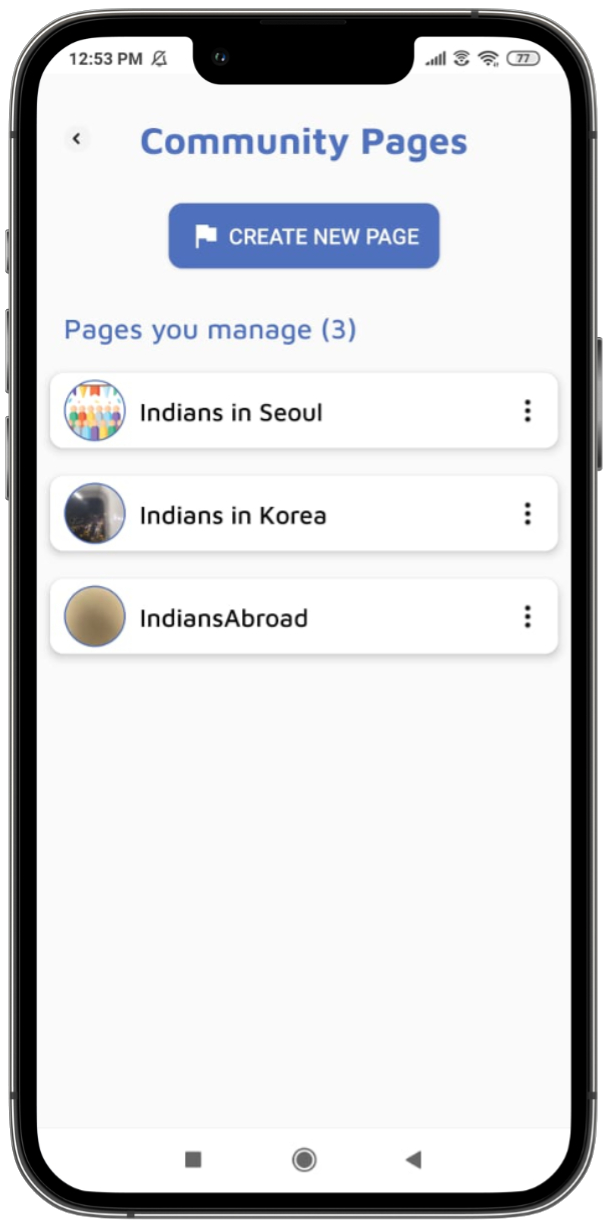 12:53 PM 77
Community Pages
CREATE NEW PAGE
Pages you manage (3)
Indians in Seoul
Indians in Korea
IndiansAbroad